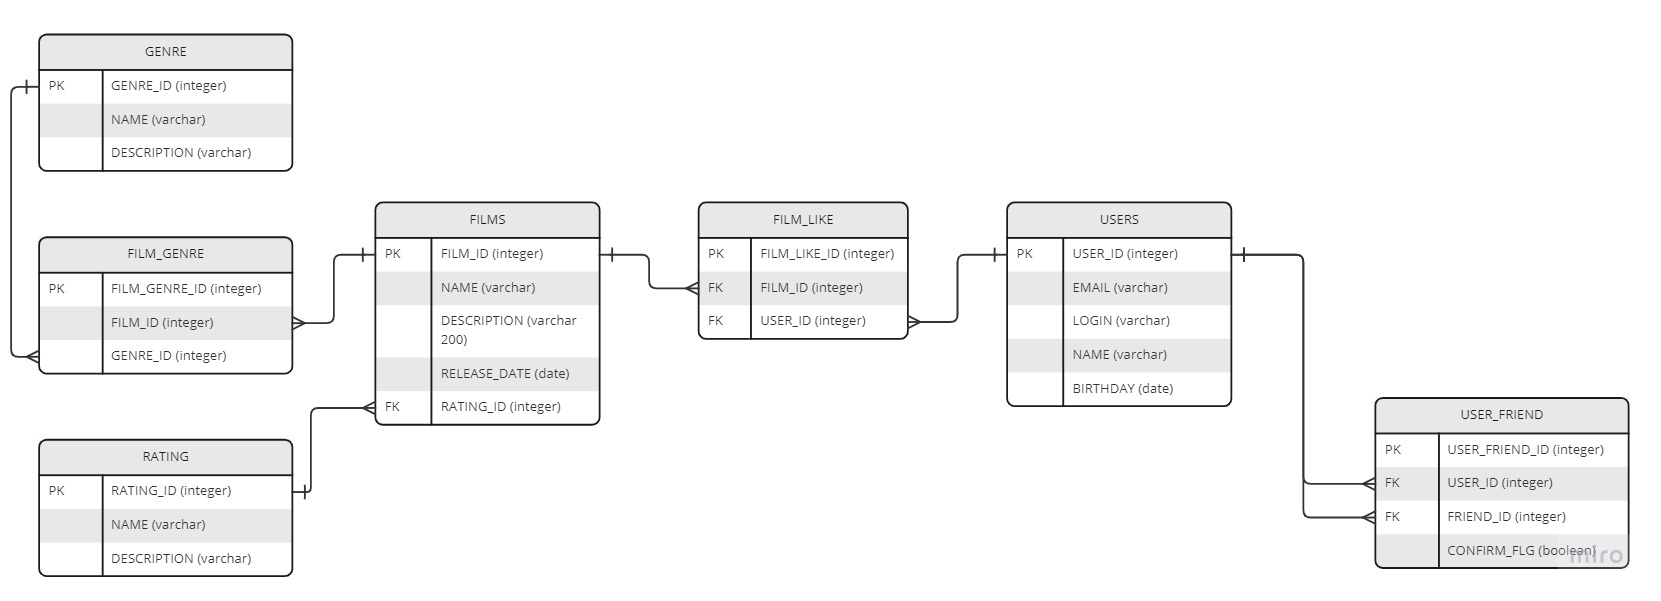 GENRE
PK GENRE_ID (integer)
NAME (varchar)
DESCRIPTION (varchar)
FILM_GENRE
PK FILM_GENRE_ID (integer)
FILM_ID (integer)
GENRE_ID (integer)
RATING
PK RATING_ID (integer)
NAME (varchar)
DESCRIPTION (varchar)
FILMS
PK FILM_ID (integer)
NAME (varchar)
DESCRIPTION (varchar
200)
RELEASE_DATE (date)
FK RATING_ID (integer)
FILM_LIKE
PK FILM_LIKE_ID (integer)
FK FILM_ID (integer)
FK USER_ID (integer)
USERS
PK USER_ID (integer)
EMAIL (varchar)
LOGIN (varchar)
NAME (varchar)
BIRTHDAY (date)
USER_FRIEND
PK USER_FRIEND_ID (integer)
FK USER_ID (integer)
FK FRIEND_ID (integer)
CONFIRM_FLG (boolean)
miro